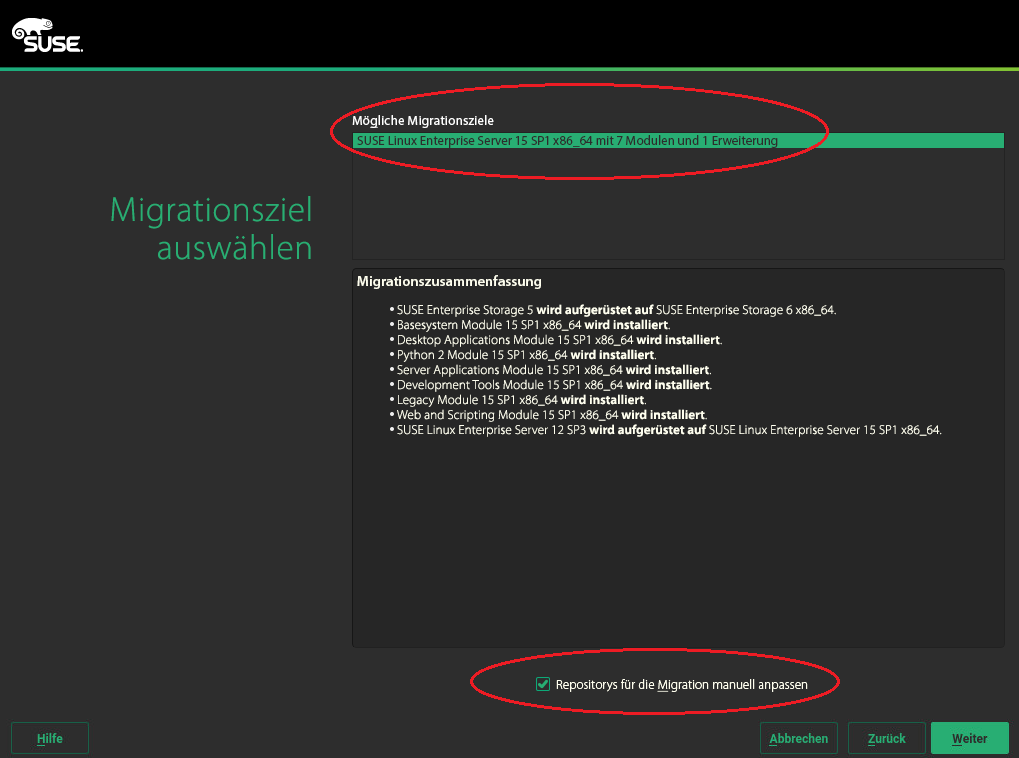 SUSE
Mögliche Migrationsziele
SUSE Linux Enterprise Server 15 SP1 x86_64 mit 7 Modulen und 1 Erweiterung
Migrationsziel
auswählen
Migrationszusammenfassung
• SUSE Enterprise Storage 5 wird aufgerüstet auf SUSE Enterprise Storage 6 x86_64.
• Basesystem Module 15 SP1 x86_64 wird installiert.
• Desktop Applications Module 15 SP1 x86_64 wird installiert.
• Python 2 Module 15 SP1 x86_64 wird installiert.
• Server Applications Module 15 SP1 x86_64 wird installiert.
• Development Tools Module 15 SP1 x86_64 wird installiert.
• Legacy Module 15 SP1 x86_64 wird installiert.
• Web and Scripting Module 15 SP1 x86_64 wird installiert.
• SUSE Linux Enterprise Server 12 SP3 wird aufgerüstet auf SUSE Linux Enterprise Server 15 SP1 x86_64.
Repositorys für die Migration manuell anpassen
Hilfe
Abbrechen
Zurück
Weiter